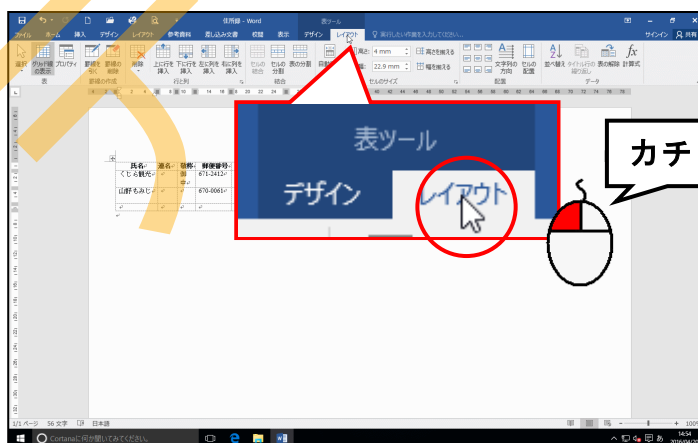 住所録 - Word
表ツール
ファイル ホーム 挿入 デザイン レイアウト 参考資料 差し込み文書 校閲 表示 デザイン レイアウト 実行したい作業を入力してください... サインイン 共有
選択 グリッド線の表示 プロパティ 罫線を引く 罫線の削除 削除 上に行を挿入 下に行を挿入 左に列を挿入 右に列を挿入 セルの結合 セルの分割 表の分割 高さ: 4 mm 幅: 22.9 mm 高さを揃える 幅を揃える 文字列の方向 セルの配置 並べ替え タイトル行の繰り返し 表の解除 計算式
表 罫線の作成 行と列 結合 セルのサイズ 配置 データ
表ツール
デザイン レイアウト
カチ
氏名 連名 敬称 郵便番号
くじら観光 御中 671-2412
山野もみじ 670-0061
1/1 ページ 56 文字 日本語
Cortanaに何か聞いてみてください。
14:54